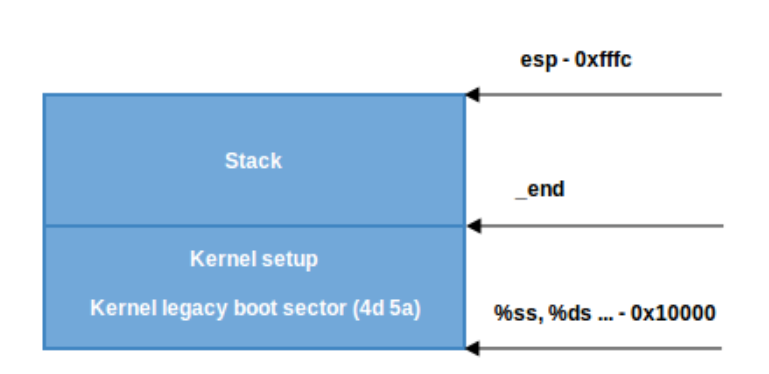 esp - 0xfffc
Stack
_end
Kernel setup
Kernel legacy boot sector (4d 5a)
%ss, %ds ... - 0x10000